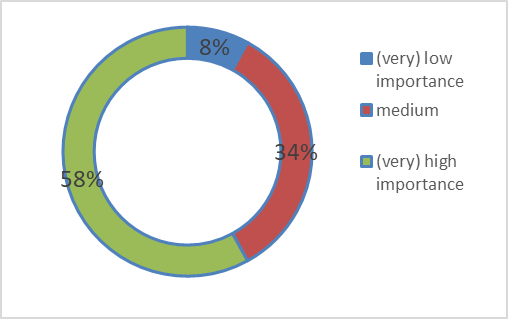 8%
34%
58%
(very) low
importance
medium
(very) high
importance